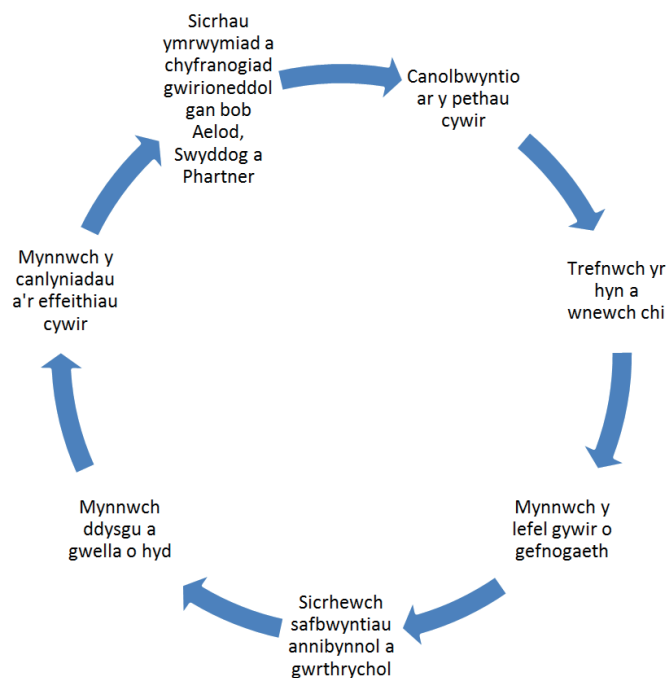 Sicrhau
ymrwymiad a
chyfranogiad
gwirioneddol
gan bob
Aelod,
Swyddog a
Phartner
Canolbwyntio
ar y pethau
cywir
Trefnwch yr
hyn a
wnewch chi
Mynnwch y
lefel gywir o
gefnogaeth
Sicrhewch
safbwyntiau
annibynnol a
gwrthrychol
Mynnwch
ddysgu a
gwella o hyd
Mynnwch y
canlyniadau
a'r effeithiau
cywir